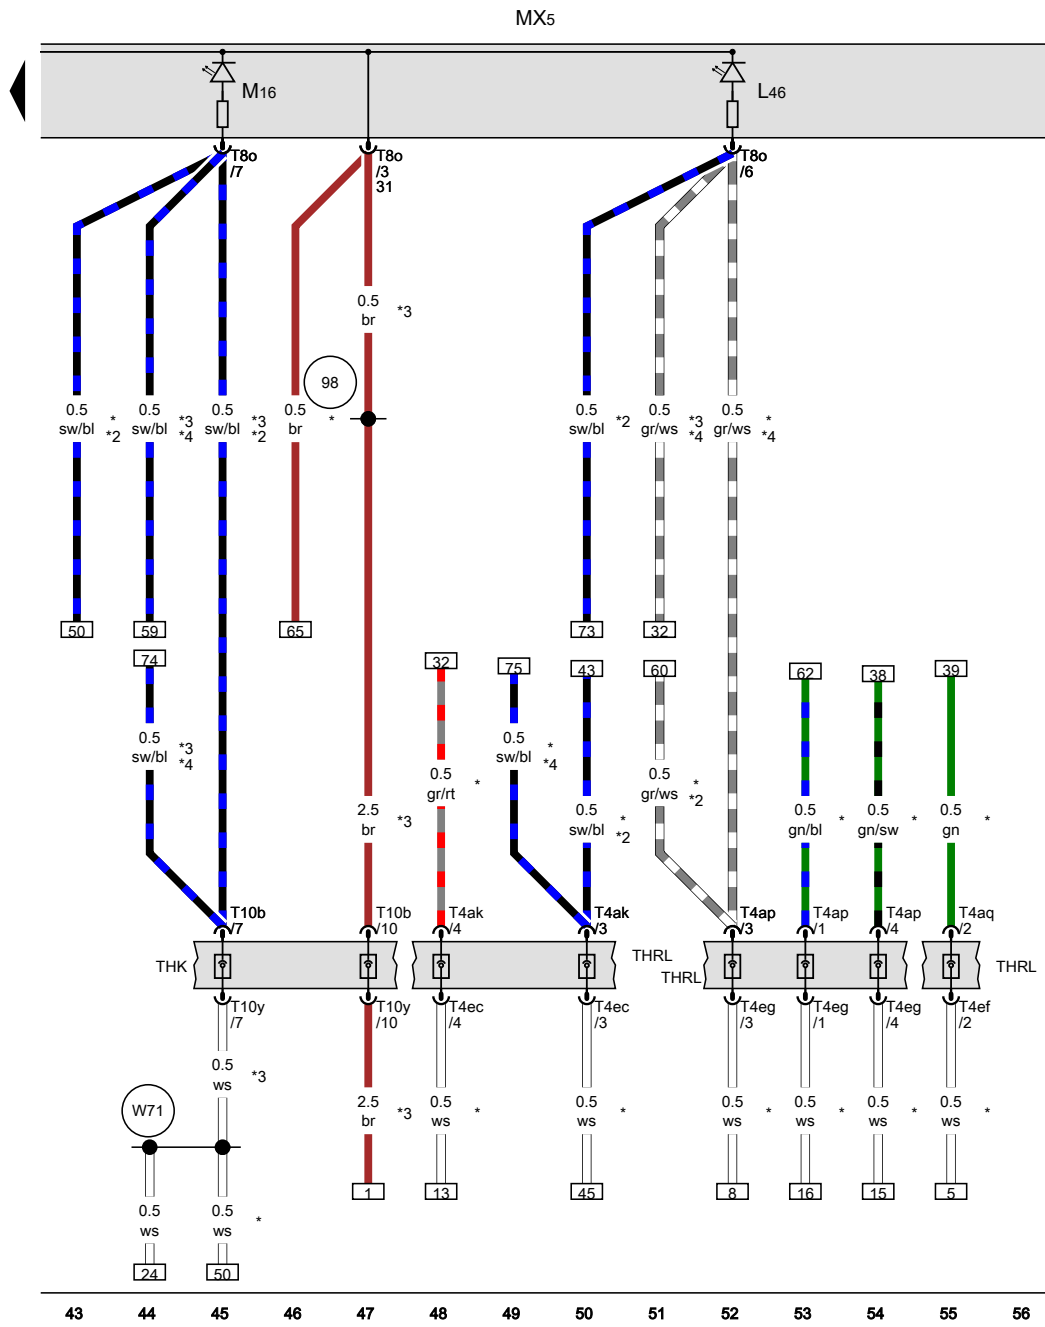 MX5
M16
L46
T8o
/7
T8o
/3
31
T8o
/6
0.5
br
*3
98
0.5
sw/bl
*
*2
0.5
sw/bl
*3
*4
0.5
sw/bl
*3
*2
0.5
br
*
0.5
sw/bl
*2
0.5
gr/ws
*3
*4
0.5
gr/ws
*
*4
50
59
65
73
32
74
32
75
43
60
62
38
39
0.5
sw/bl
*3
*4
0.5
sw/bl
*
*4
0.5
gr/rt
*
0.5
gr/ws
*
*2
2.5
br
*3
0.5
sw/bl
*
*2
0.5
gn/bl
*
0.5
gn/sw
*
0.5
gn
*
T10b
/7
T10b
/10
T4ak
/4
T4ak
/3
T4ap
/3
T4ap
/1
T4ap
/4
T4aq
/2
THK
THRL
THRL
THRL
T10y
/7
T10y
/10
T4ec
/4
T4ec
/3
T4eg
/3
T4eg
/1
T4eg
/4
T4ef
/2
0.5
ws
*3
W71
2.5
br
*3
0.5
ws
*
0.5
ws
*
0.5
ws
*
0.5
ws
*
0.5
ws
*
0.5
ws
*
1
13
45
8
16
15
5
0.5
ws
0.5
ws
*
24
50
43 44 45 46 47 48 49 50 51 52 53 54 55 56